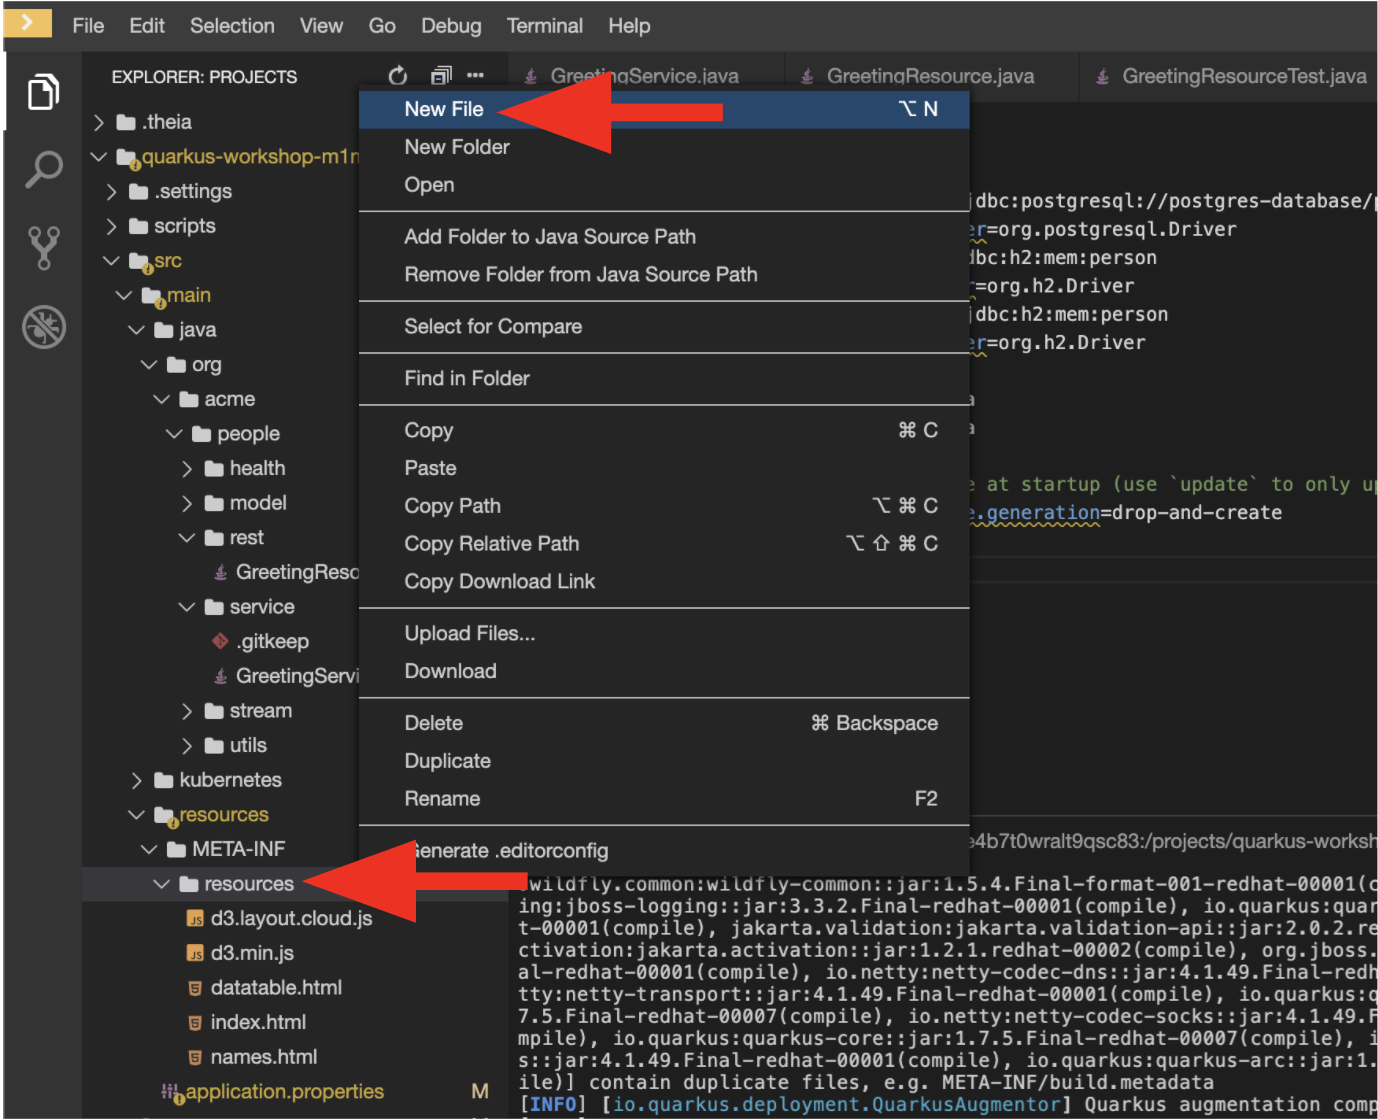 File Edit Selection View Go Debug Terminal Help
EXPLORER: PROJECTS
GreetingService.java GreetingResource.java GreetingResourceTest.java
.theia
quarkus-workshop-m1
.settings
scripts
src
main
java
org
acme
people
health
model
rest
GreetingReso
service
.gitkeep
GreetingServi
stream
utils
kubernetes
resources
META-INF
resources
d3.layout.cloud.js
d3.min.js
datatable.html
index.html
names.html
application.properties M
New File ⌥ N
New Folder
Open
Add Folder to Java Source Path
Remove Folder from Java Source Path
Select for Compare
Find in Folder
Copy ⌘ C
Paste
Copy Path ⌥ ⌘ C
Copy Relative Path ⌥ ⇧ ⌘ C
Copy Download Link
Upload Files...
Download
Delete ⌘ Backspace
Duplicate
Rename F2
Generate .editorconfig
jdbc:postgresql://postgres-database/
er=org.postgresql.Driver
dbc:h2:mem:person
r=org.h2.Driver
jdbc:h2:mem:person
er=org.h2.Driver
a
a
e at startup (use `update` to only up
e.generation=drop-and-create
e4b7t0wralt9qsc83:/projects/quarkus-worksh
wildfly.common:wildfly-common::jar:1.5.4.Final-format-001-redhat-00001(c
ing:jboss-logging::jar:3.3.2.Final-redhat-00001(compile), io.quarkus:quar
t-00001(compile), jakarta.validation:jakarta.validation-api::jar:2.0.2.re
ctivation:jakarta.activation::jar:1.2.1.redhat-00002(compile), org.jboss.
al-redhat-00001(compile), io.netty:netty-codec-dns::jar:4.1.49.Final-redh
tty:netty-transport::jar:4.1.49.Final-redhat-00001(compile), io.quarkus:q
7.5.Final-redhat-00007(compile), io.netty:netty-codec-socks::jar:4.1.49.F
mpile), io.quarkus:quarkus-core::jar:1.7.5.Final-redhat-00007(compile), i
s::jar:4.1.49.Final-redhat-00001(compile), io.quarkus:quarkus-arc::jar:1.
ile)] contain duplicate files, e.g. META-INF/build.metadata
[INFO] [io.quarkus.deployment.QuarkusAugmentor] Quarkus augmentation comp